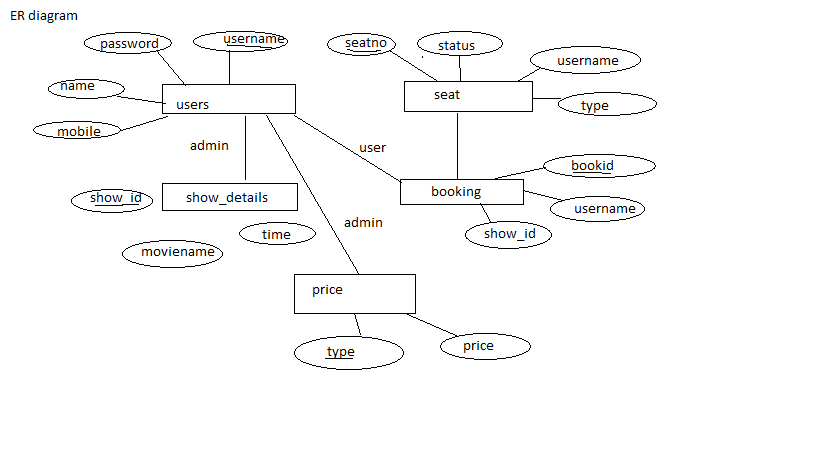 ER diagram
password
username
seatno
status
username
name
users
seat
type
mobile
admin
user
bookid
show_id
show_details
booking
username
time
admin
show_id
moviename
price
type
price